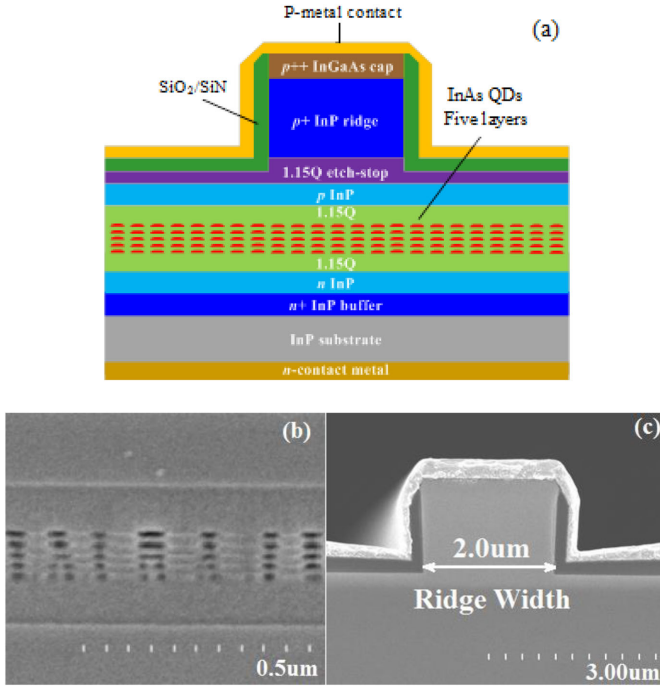 P-metal contact
(a)
p++ InGaAs cap
SiO2/SiN
InAs QDs
Five layers
p+ InP ridge
1.15Q etch-stop
p InP
1.15Q
1.15Q
n InP
n+ InP buffer
InP substrate
n-contact metal
(b)
0.5um
(c)
2.0um
Ridge Width
3.00um